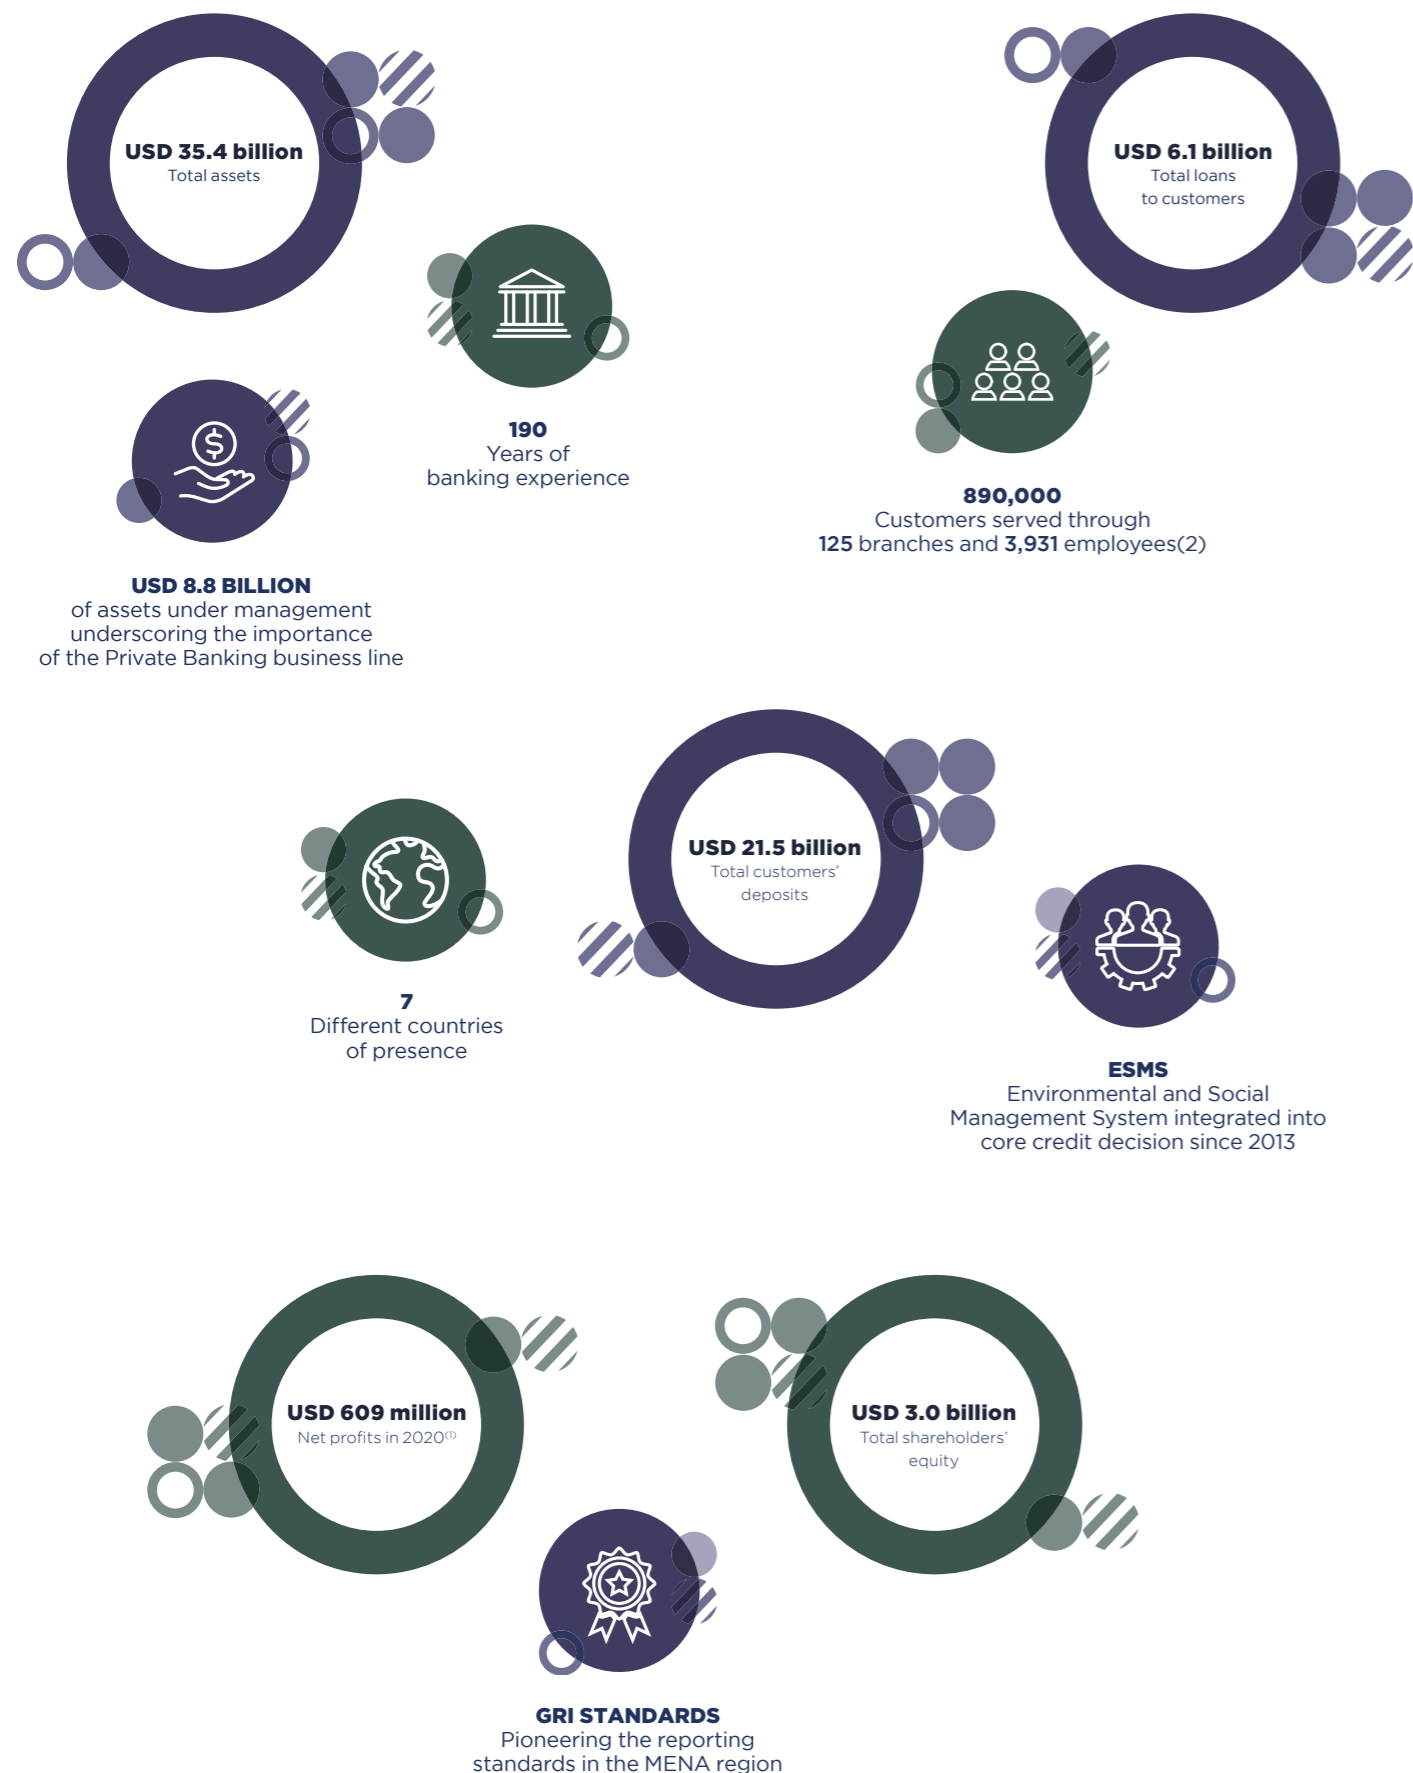 USD 35.4 billion
Total assets
USD 6.1 billion
Total loans
to customers
190
Years of
banking experience
890,000
Customers served through
125 branches and 3,931 employees(2)
$
USD 8.8 BILLION
of assets under management
underscoring the importance
of the Private Banking business line
USD 21.5 billion
Total customers’
deposits
7
Different countries
of presence
ESMS
Environmental and Social
Management System integrated into
core credit decision since 2013
USD 609 million
Net profits in 2020(1)
USD 3.0 billion
Total shareholders’
equity
GRI STANDARDS
Pioneering the reporting
standards in the MENA region